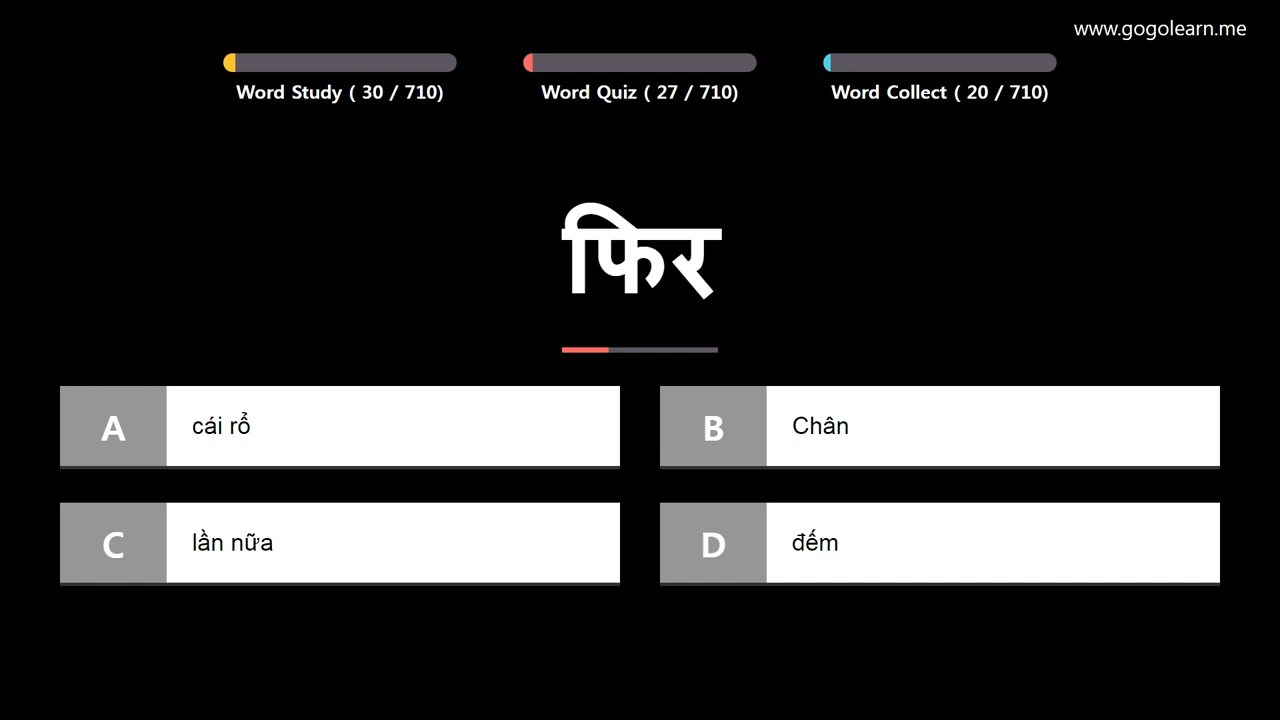 www.gogolearn.me
Word Study ( 30 / 710)
Word Quiz ( 27 / 710)
Word Collect ( 20 / 710)
फिर
A
cái rổ
B
Chân
C
lần nữa
D
đếm